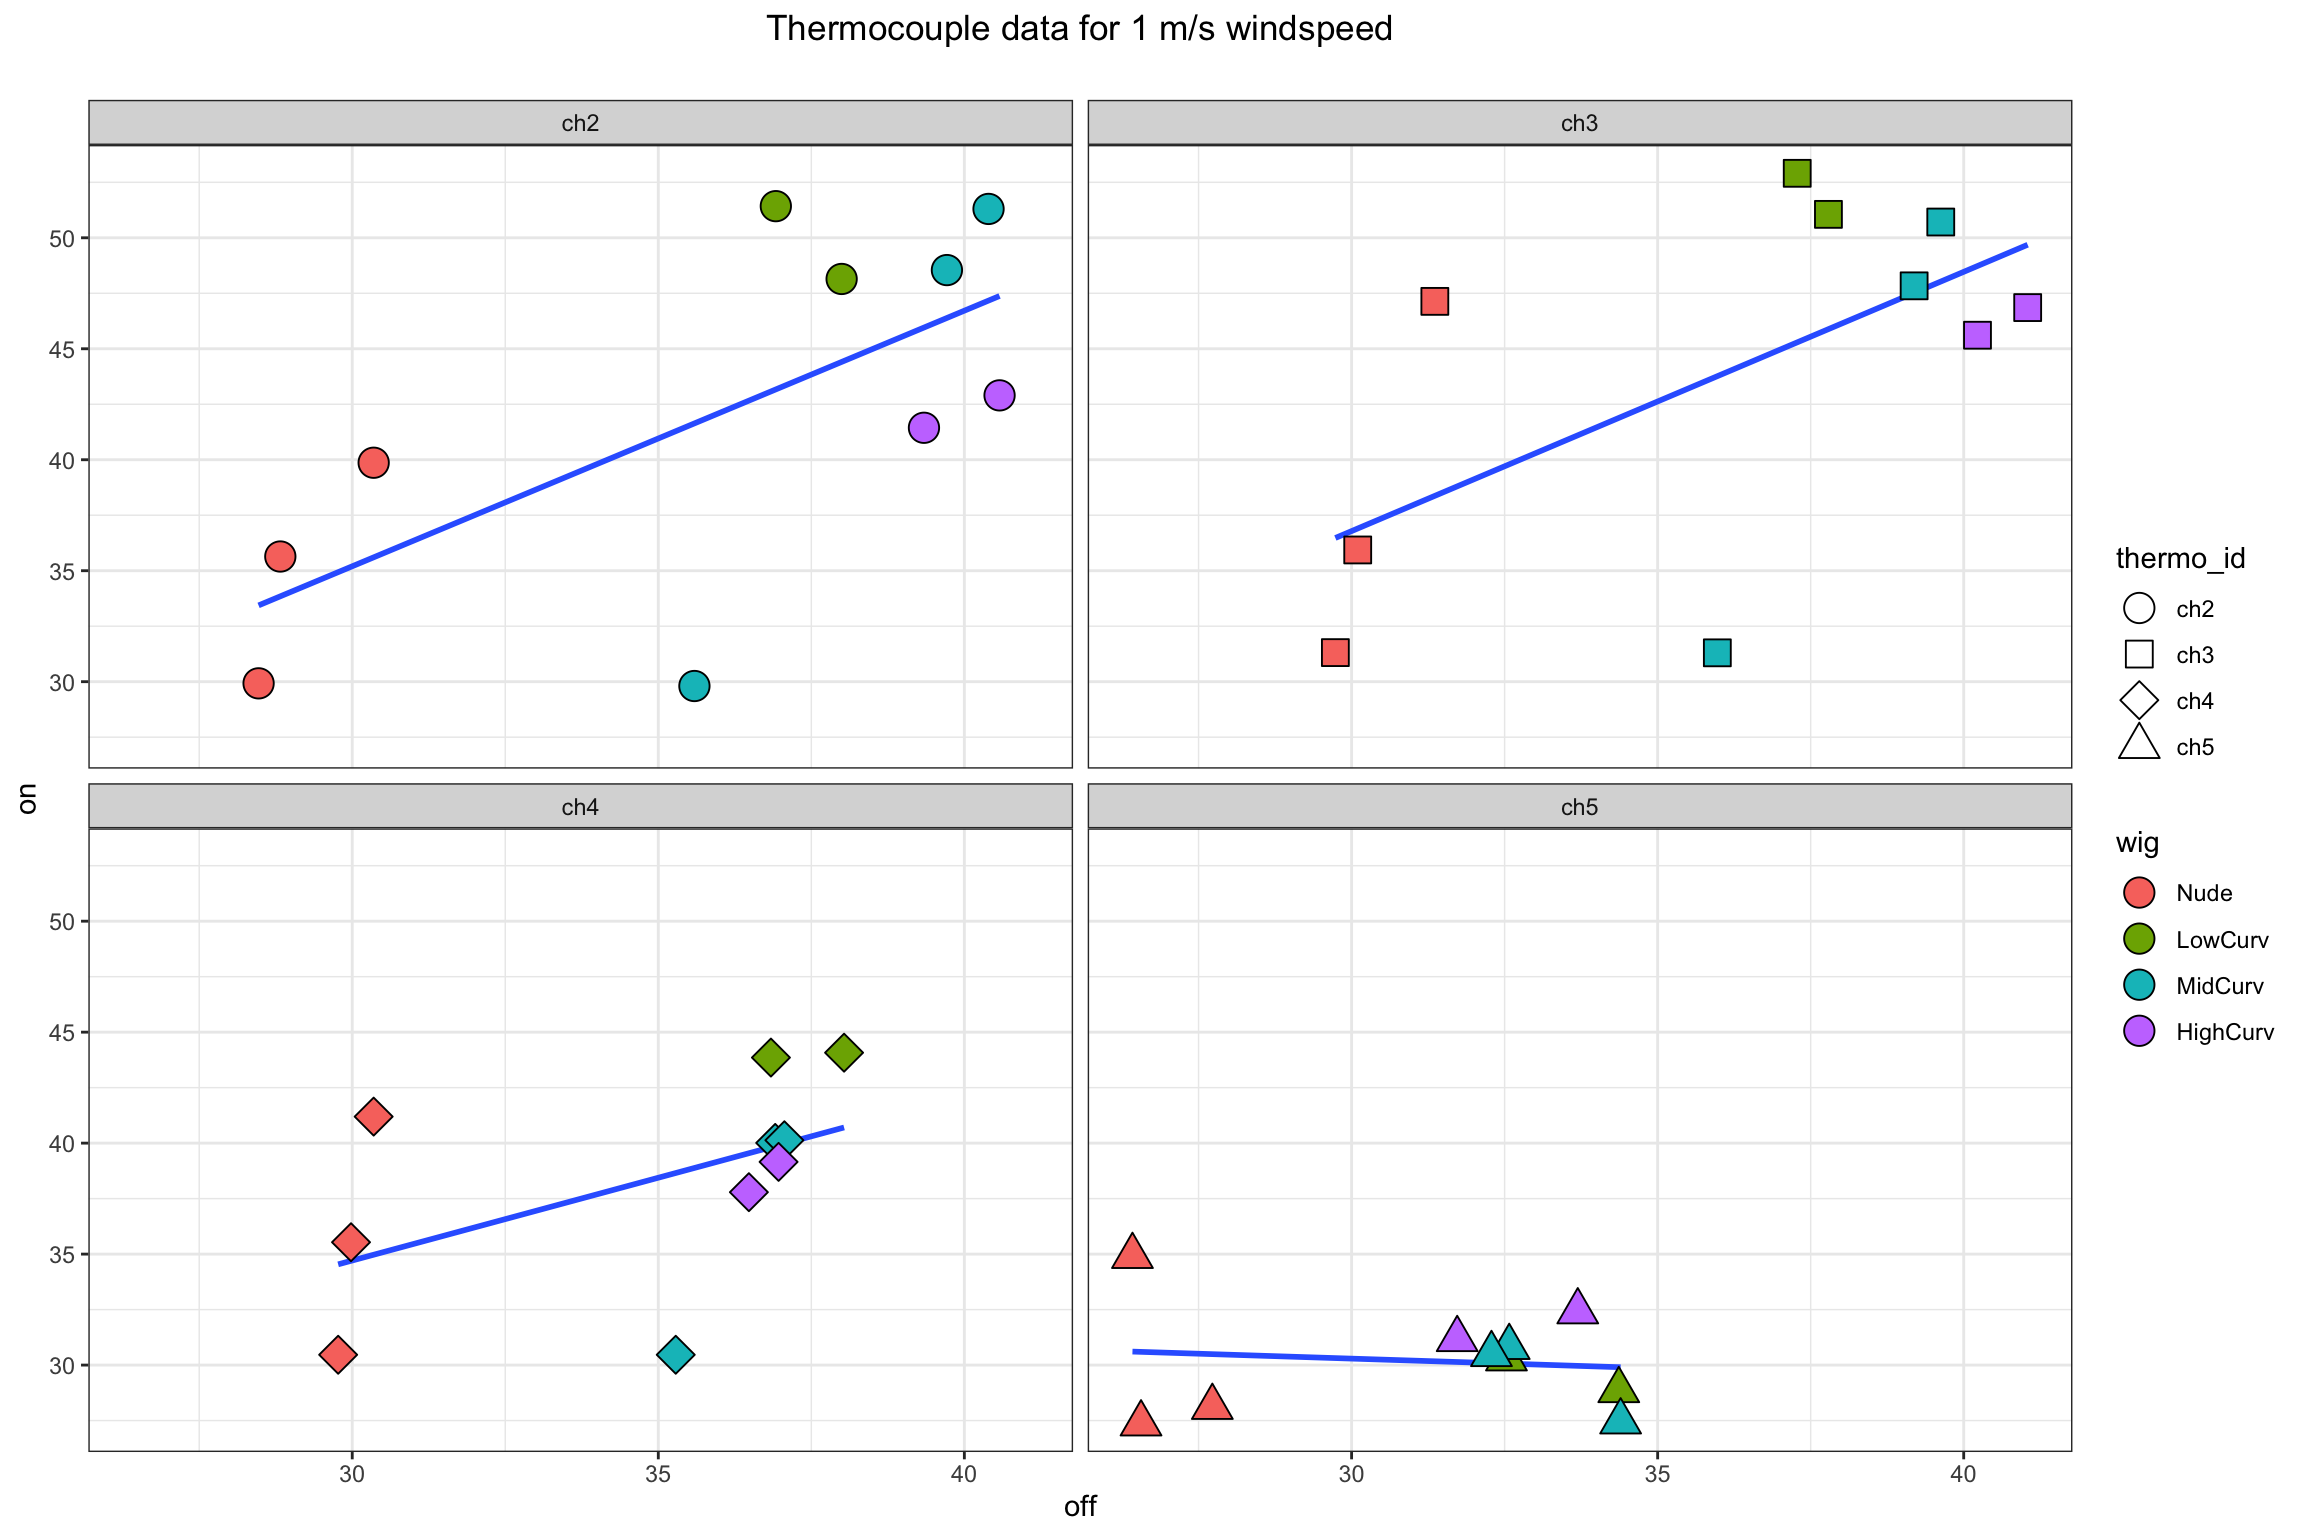 Thermocouple data for 1 m/s windspeed
ch2
ch3
50
45
40
35
30
ch4
ch5
50
45
40
35
30
30
35
40
30
35
40
on
off
thermo_id
ch2
ch3
ch4
ch5
wig
Nude
LowCurv
MidCurv
HighCurv